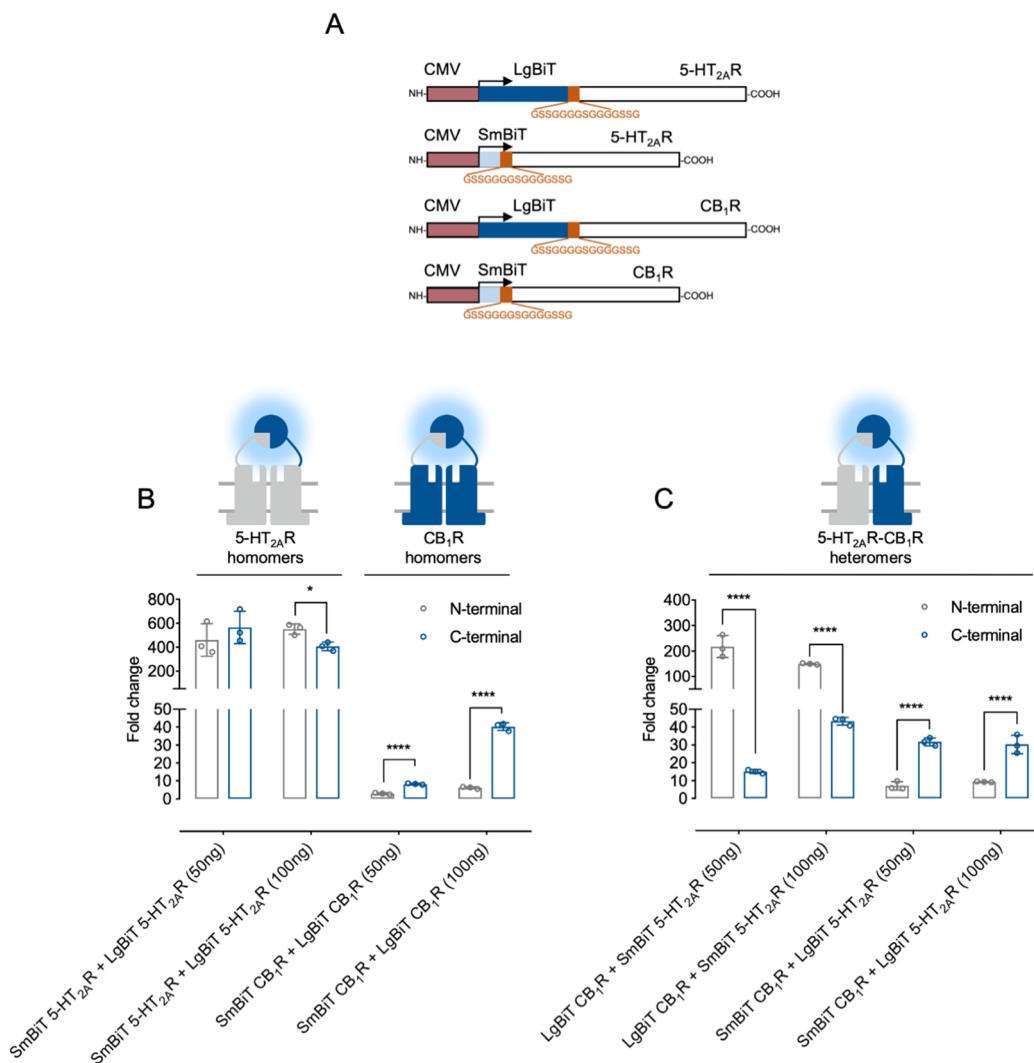 A
CMV LgBiT 5-HT2AR
NH- -COOH
GSSGGGGSGGGGSSG
CMV SmBiT 5-HT2AR
NH- -COOH
GSSGGGGSGGGGSSG
CMV LgBiT CB1R
NH- -COOH
GSSGGGGSGGGGSSG
CMV SmBiT CB1R
NH- -COOH
GSSGGGGSGGGGSSG
B
5-HT2AR
homomers
CB1R
homomers
N-terminal
C-terminal
Fold change
800
600
400
200
50
40
30
20
10
0
*
****
****
SmBiT 5-HT2AR + LgBiT 5-HT2AR (50ng)
SmBiT 5-HT2AR + LgBiT 5-HT2AR (100ng)
SmBiT CB1R + LgBiT CB1R (50ng)
SmBiT CB1R + LgBiT CB1R (100ng)
C
5-HT2AR-CB1R
heteromers
N-terminal
C-terminal
Fold change
400
300
200
100
50
40
30
20
10
0
****
****
****
****
LgBiT CB1R + SmBiT 5-HT2AR (50ng)
LgBiT CB1R + SmBiT 5-HT2AR (100ng)
SmBiT CB1R + LgBiT 5-HT2AR (50ng)
SmBiT CB1R + LgBiT 5-HT2AR (100ng)